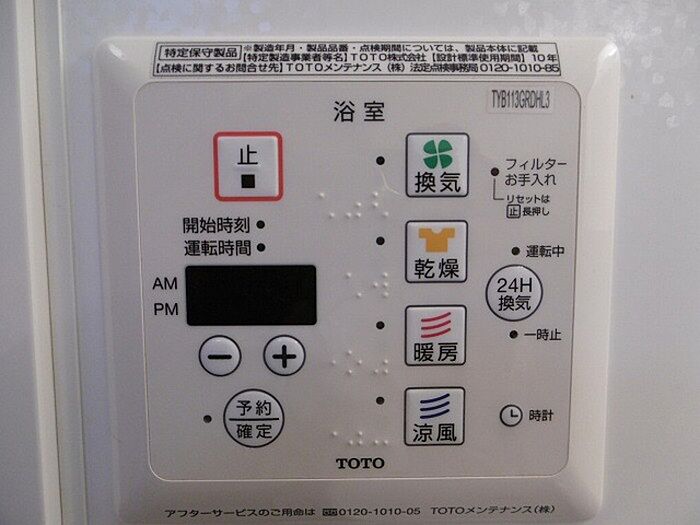 特定保守製品 ※製造年月・製品品番・点検期間については、製品本体に記載
【特定製造事業者等名】TOTO株式会社【設計標準使用期間】10年
【点検に関するお問合せ先】TOTOメンテナンス（株）法定点検事務局0120-1010-85
TYB113GRDHL3
浴室
止
換気
フィルター
お手入れ
リセットは
止 長押し
開始時刻
運転時間
乾燥
運転中
24H
換気
AM
PM
暖房
一時止
予約
確定
涼風
時計
TOTO
アフターサービスのご用命は 0120-1010-05 TOTOメンテナンス（株）